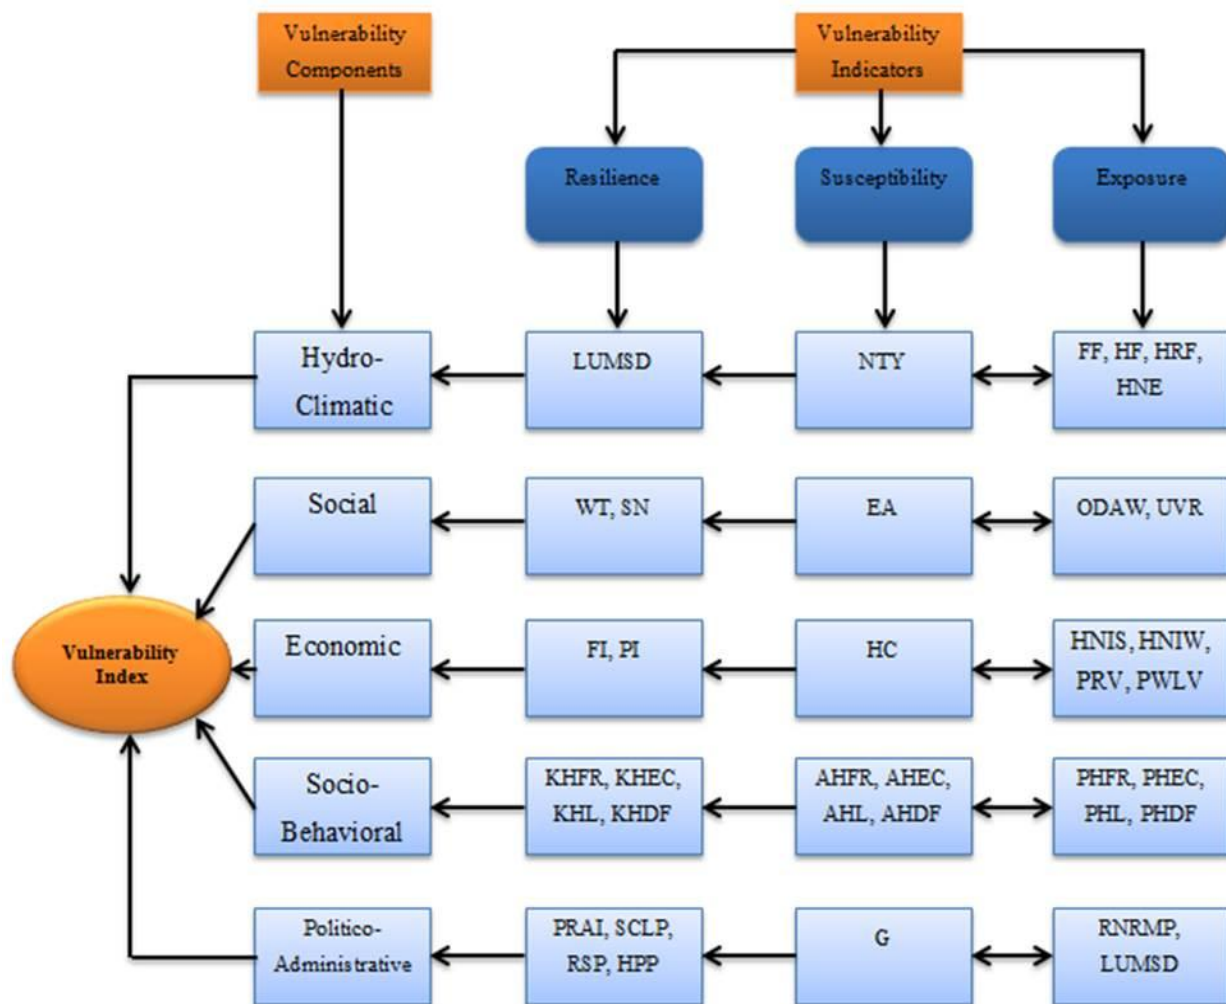 Vulnerability
Components
Vulnerability
Indicators
Resilience
Susceptibility
Exposure
Hydro-
Climatic
LUMSD
NTY
FF, HF, HRF,
HNE
Social
WT, SN
EA
ODAW, UVR
Vulnerability
Index
Economic
FI, PI
HC
HNIS, HNIW,
PRV, PWLV
Socio-
Behavioral
KHFR, KHEC,
KHL, KHDF
AHFR, AHEC,
AHL, AHDF
PHFR, PHEC,
PHL, PHDF
Politico-
Administrative
PRAI, SCLP,
RSP, HPP
G
RNRMP,
LUMSD